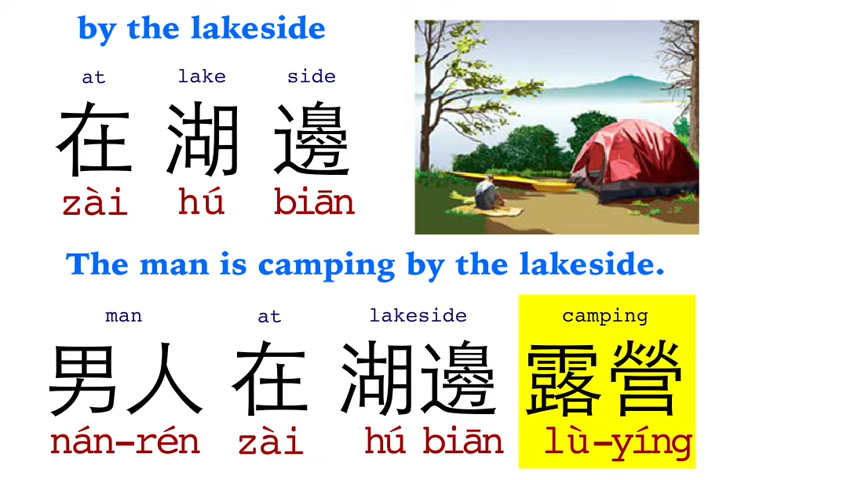 by the lakeside
at lake side
在 湖 邊
zài hú biān
The man is camping by the lakeside.
man at lakeside camping
男人 在 湖邊 露營
nán-rén zài hú biān lù-yíng